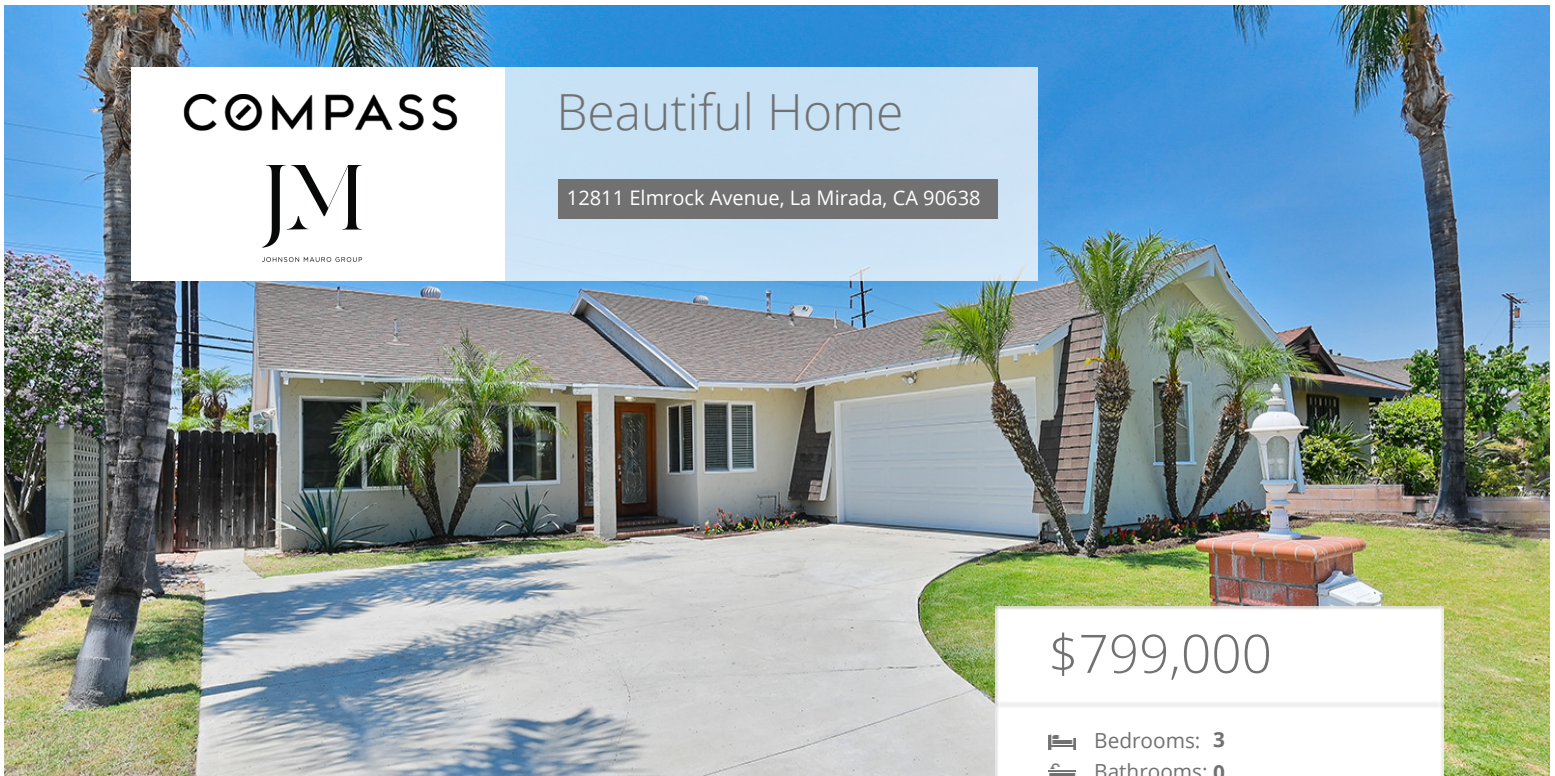 COMPASS
JM
JOHNSON MAURO GROUP
Beautiful Home
12811 Elmrock Avenue, La Mirada, CA 90638
$799,000
Bedrooms: 3
Bathrooms: 0